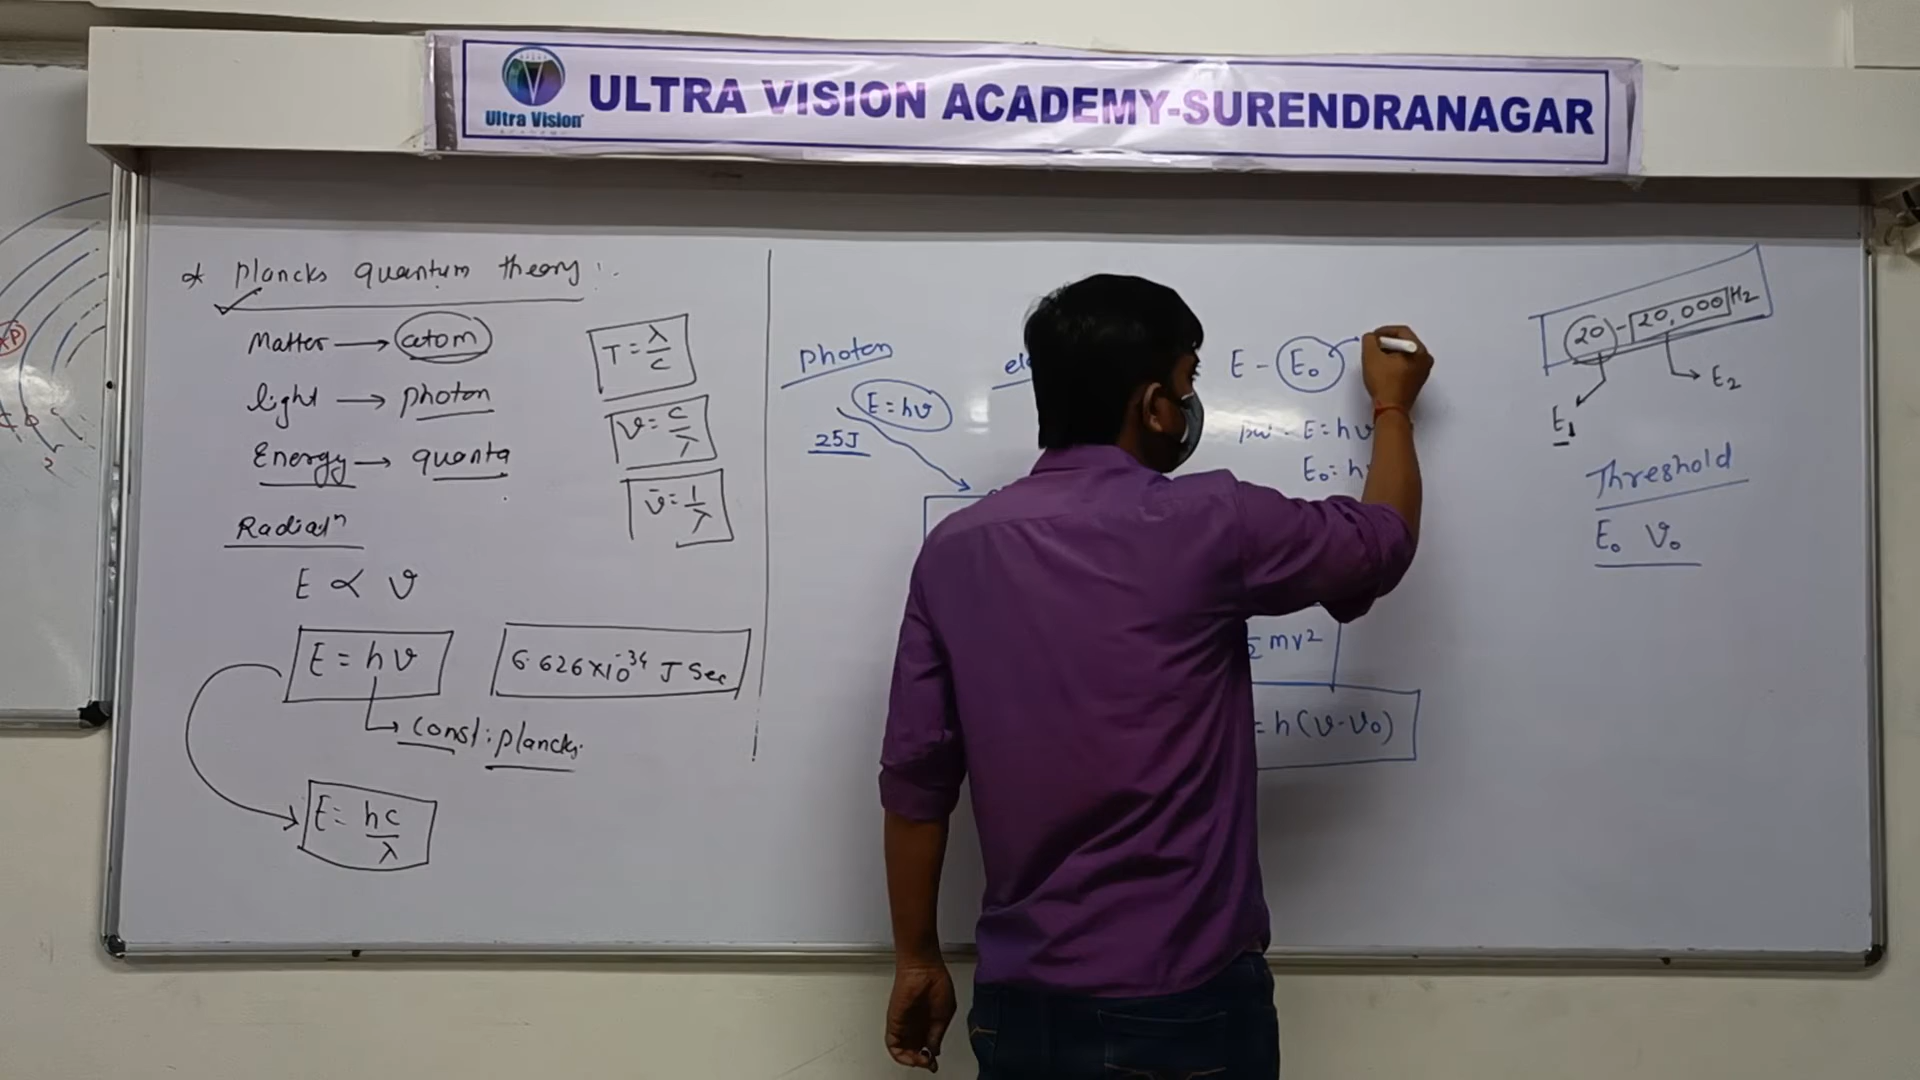 Ultra Vision
ACADEMY
ULTRA VISION ACADEMY-SURENDRANAGAR
* Plancks quantum theory :.
Matter → atom
light → photon
Energy → quanta
Radiatⁿ
E ∝ ν
E = hν
6.626×10⁻³⁴ J Sec
const: plancks.
E = hc/λ
T = λ/c
ν = c/λ
ν̄ = 1/λ
photon
E = hν
25J
E - E₀
E = hν
E₀ = h
mv²
= h(ν-ν₀)
20 - 20,000 Hz
E₁
E₂
Threshold
E₀ ν₀
2